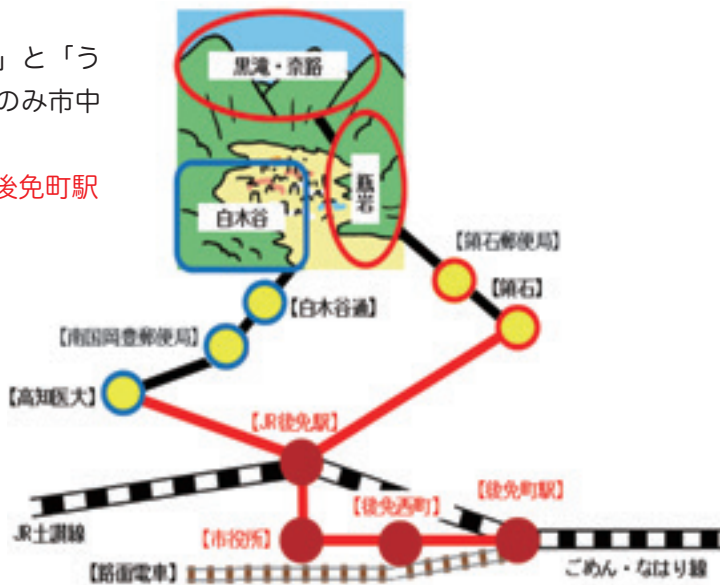 」と「う
のみ市中
後免町駅
黒滝・奈路
瓶岩
白木谷
【領石郵便局】
【領石】
【白木谷通】
【南国岡豊郵便局】
【高知医大】
【JR後免駅】
【後免町駅】
【後免西町】
JR土讃線
【市役所】
【路面電車】
ごめん・なはり線